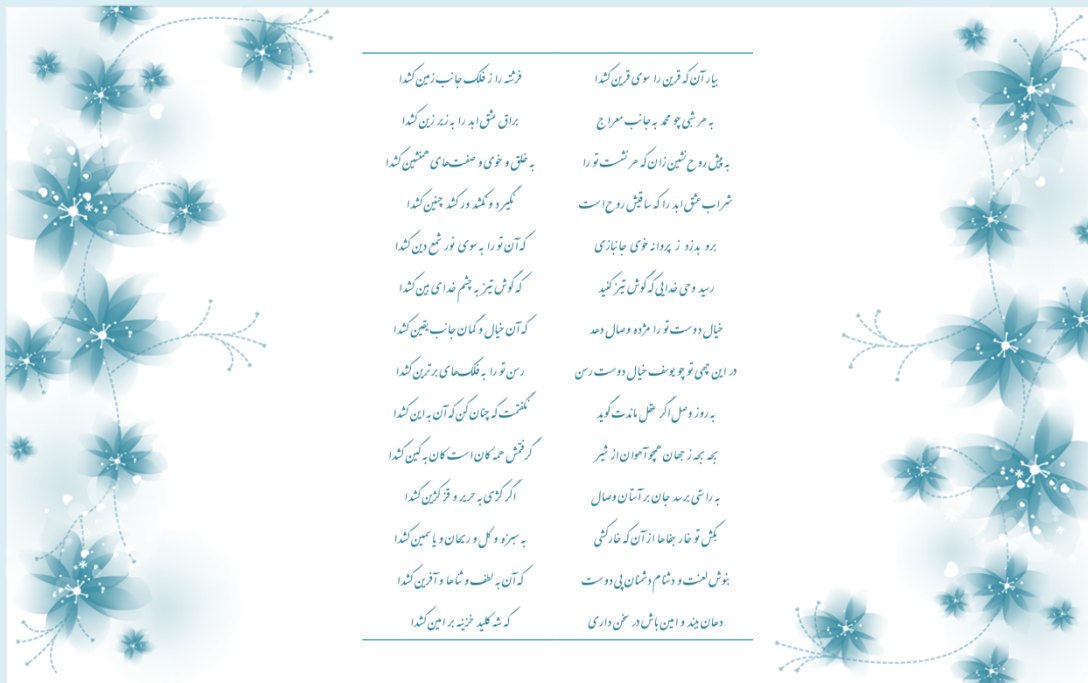 بیار آن که قرین را سوی قرین کشدا فرشته را ز فلک جانب زمین کشدا
به هر شبی چو محمد به جانب معراج براق عشق ابد را به زیر زین کشدا
به پیش روح نشین زان که هر نشست تو را به خلق و خوی و صفت‌های همنشین کشدا
شراب عشق ابد را که ساقیش روح است نگیرد و نکشد ور کشد چنین کشدا
برو بدزد ز پروانه خوی جانبازی که آن تو را به سوی نور شمع دین کشدا
رسید وحی خدایی که گوش تیز کنید که گوش تیز به چشم خدای بین کشدا
خیال دوست تو را مژده وصال دهد که آن خیال و گمان جانب یقین کشدا
در این چهی تو چو یوسف خیال دوست رسن رسن تو را به فلک‌های برترین کشدا
به روز وصل اگر عقل ماندت گوید نگفتمت که چنان کن که آن به این کشدا
بجه بجه ز جهان همچو آهوان از شیر گرفتمش همه کان است کان به کین کشدا
به راستی برسد جان بر آستان وصال اگر کژی به حریر و قز کژین کشدا
بکش تو خار جفاها از آن که خارکشی به سبزه و گل و ریحان و یاسمین کشدا
بنوش لعنت و دشنام دشمنان پی دوست که آن به لطف و ثناها و آفرین کشدا
دهان ببند و امین باش در سخن داری که شه کلید خزینه بر امین کشدا